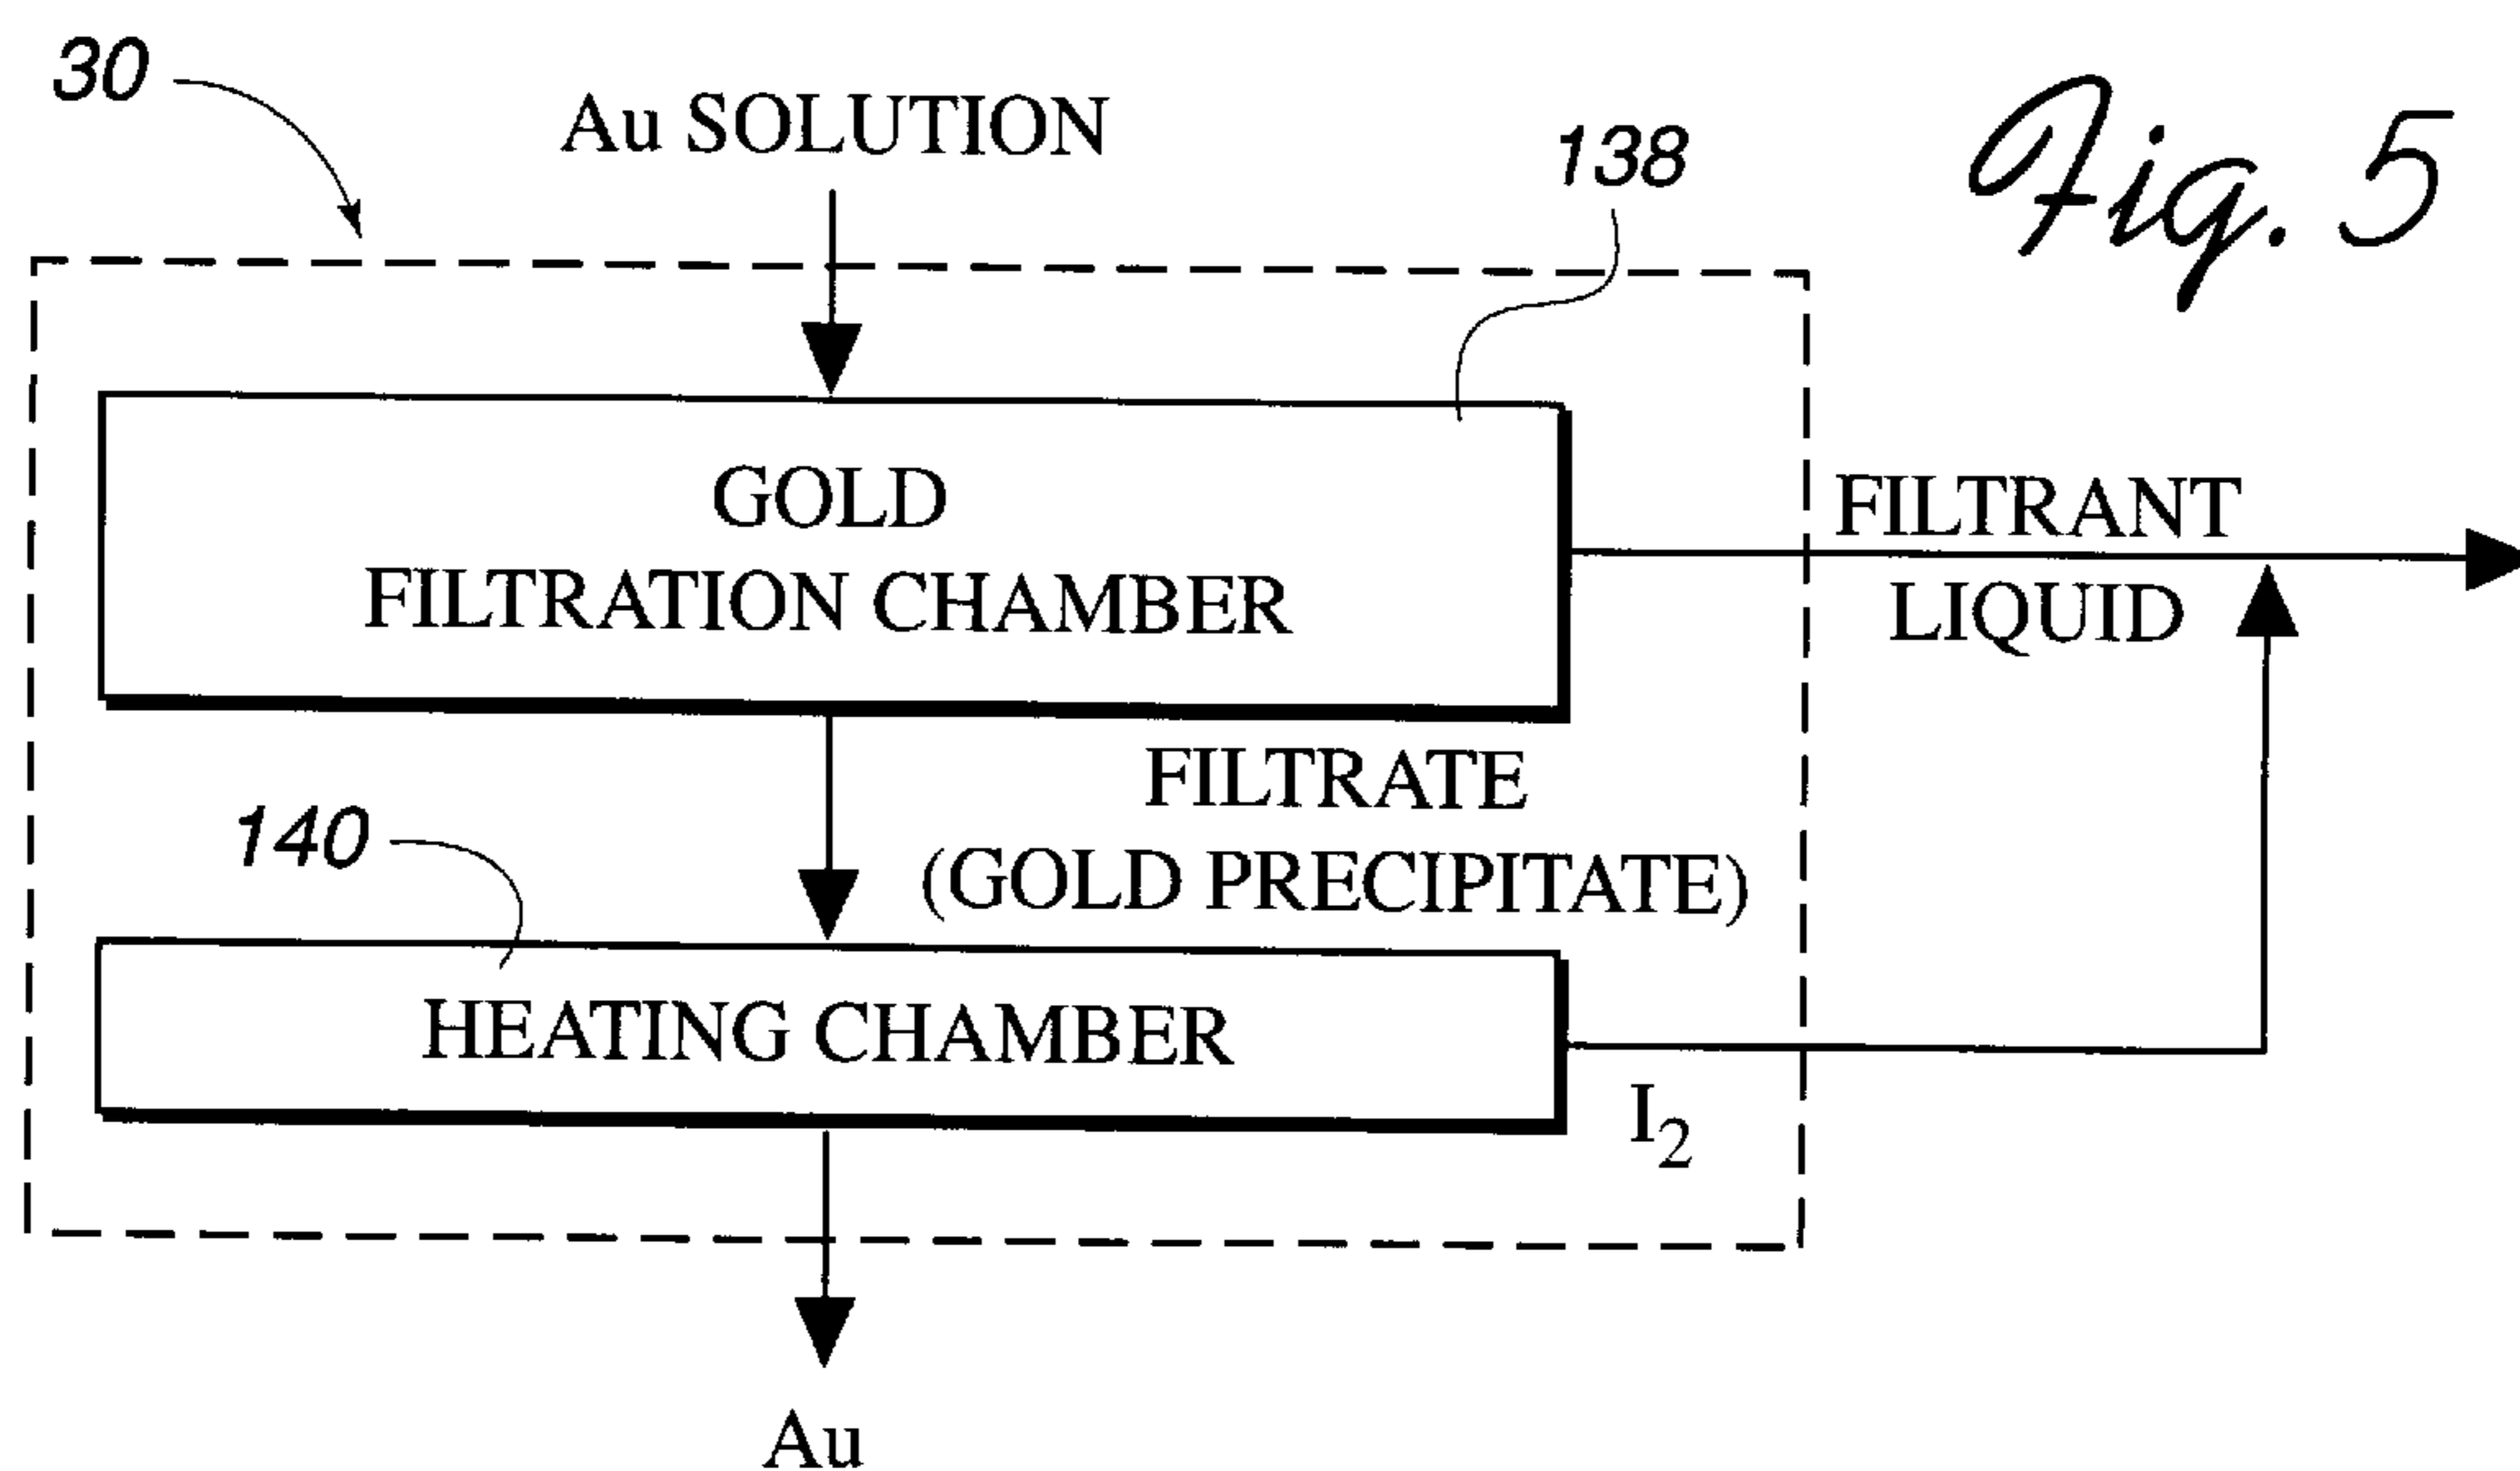 30
Au SOLUTION
138
Fig. 5
GOLD
FILTRATION CHAMBER
FILTRANT
LIQUID
FILTRATE
(GOLD PRECIPITATE)
140
HEATING CHAMBER
I₂
Au